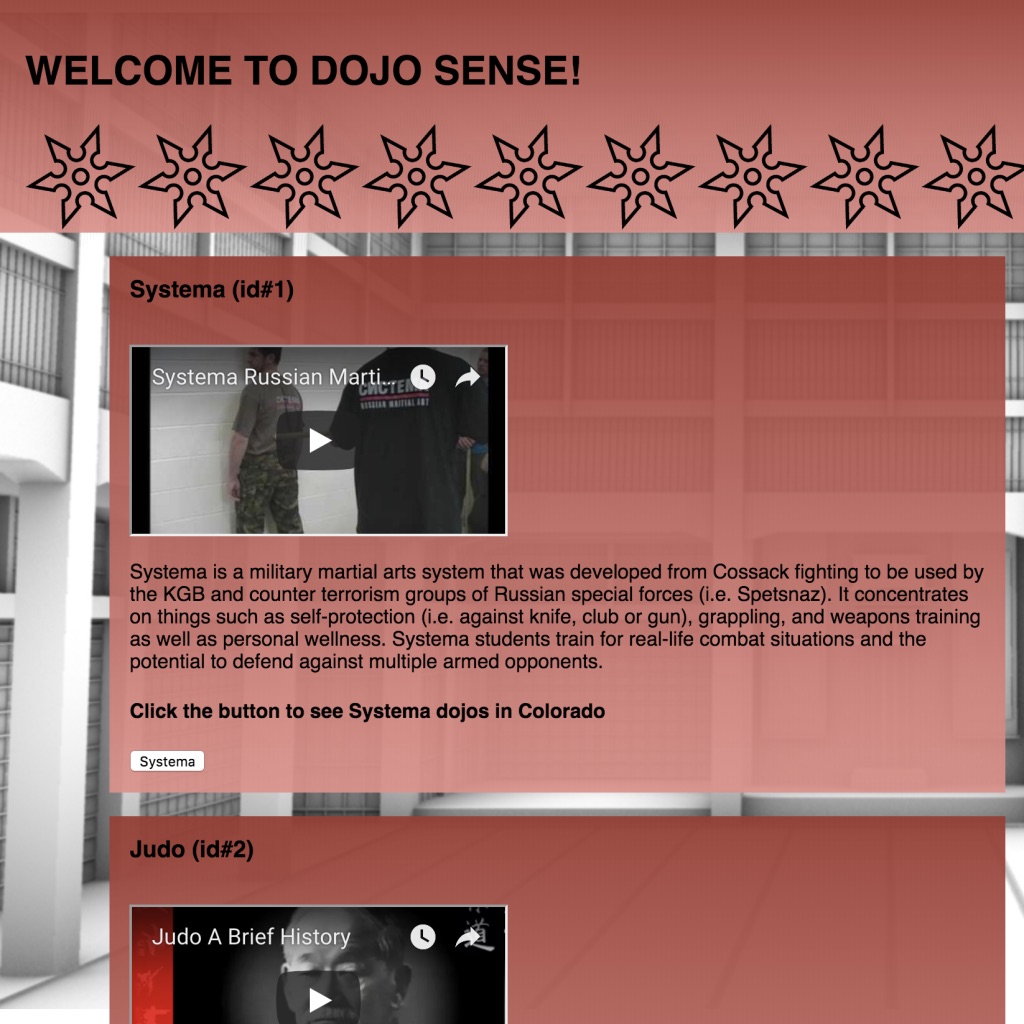 WELCOME TO DOJO SENSE!
Systema (id#1)
Systema Russian Marti...
СИСТЕМА
RUSSIAN MARTIAL ART
Systema is a military martial arts system that was developed from Cossack fighting to be used by
the KGB and counter terrorism groups of Russian special forces (i.e. Spetsnaz). It concentrates
on things such as self-protection (i.e. against knife, club or gun), grappling, and weapons training
as well as personal wellness. Systema students train for real-life combat situations and the
potential to defend against multiple armed opponents.
Click the button to see Systema dojos in Colorado
Systema
Judo (id#2)
Judo A Brief History
道